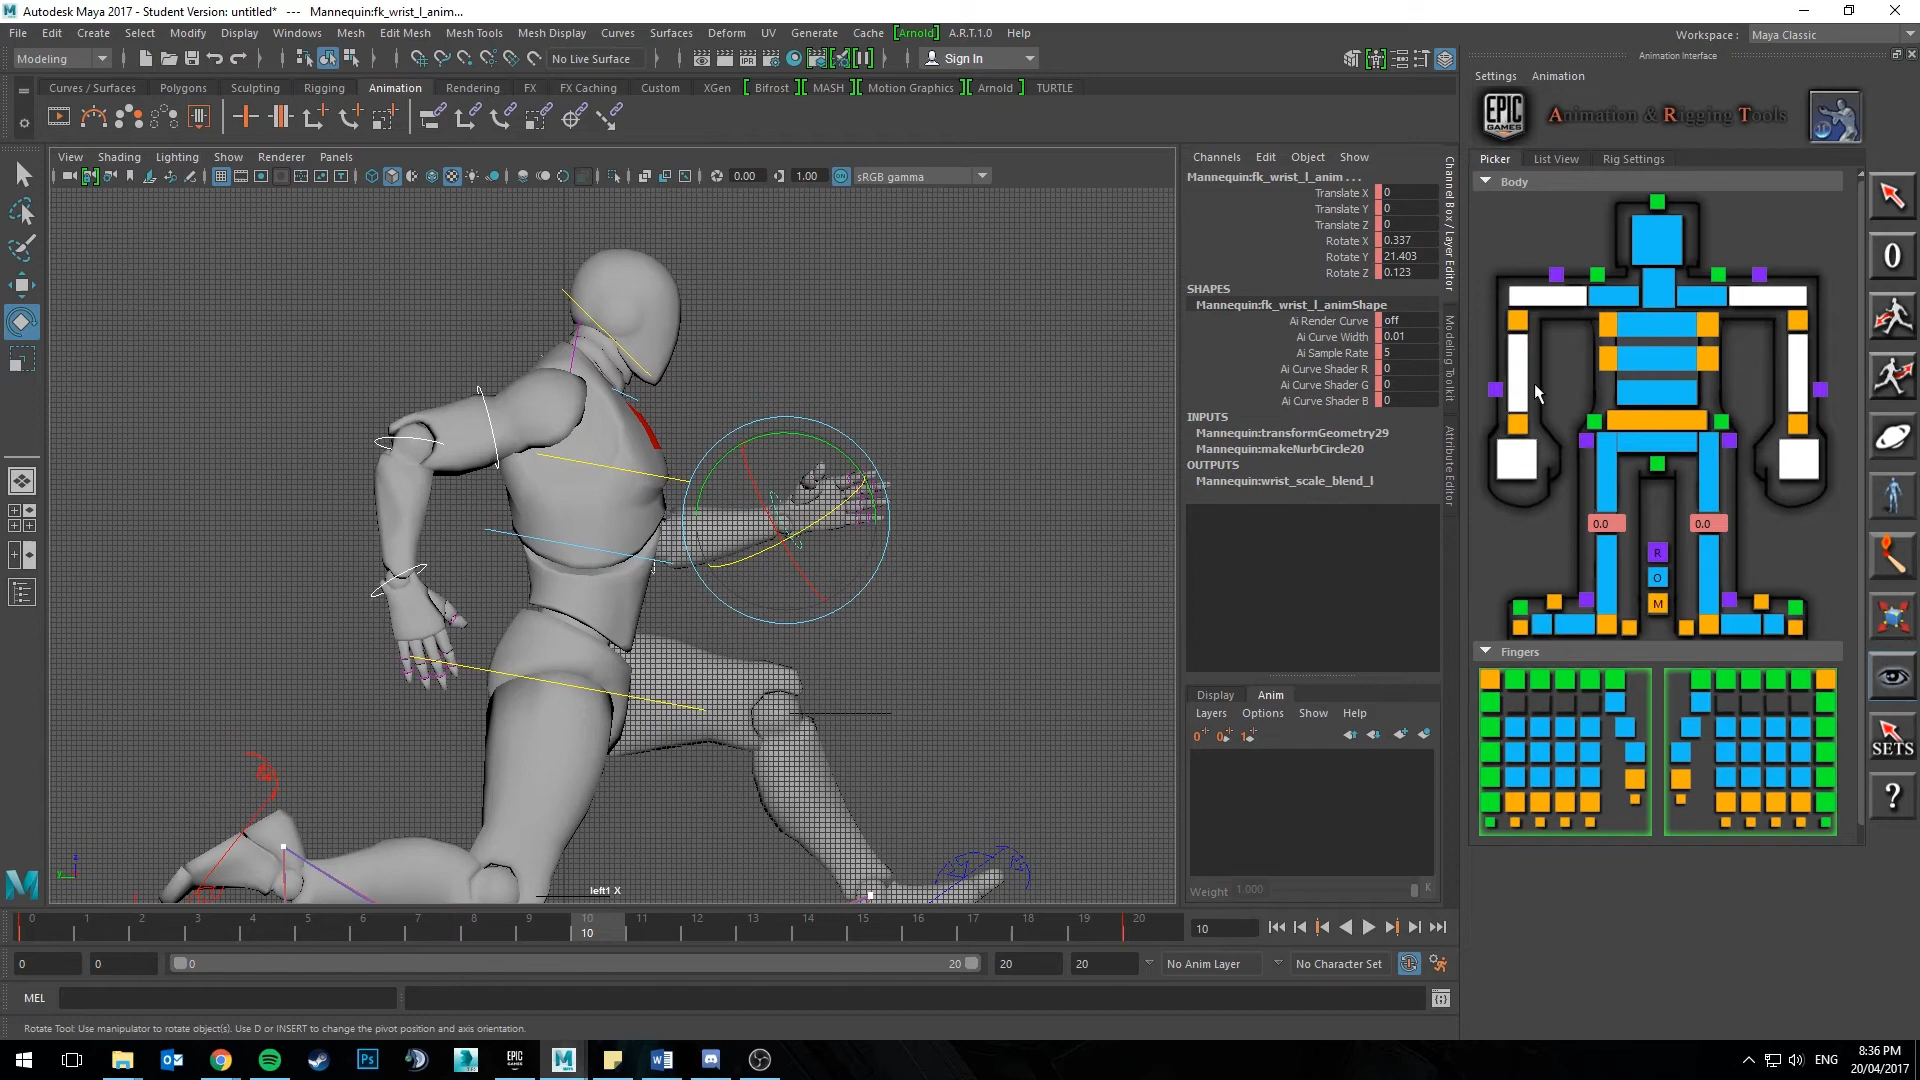 Autodesk Maya 2017 - Student Version: untitled*   ---   Mannequin:fk_wrist_l_anim...
File Edit Create Select Modify Display Windows Mesh Edit Mesh Mesh Tools Mesh Display Curves Surfaces Deform UV Generate Cache [Arnold] A.R.T.1.0 Help
Workspace : Maya Classic
Modeling
No Live Surface
Sign In
Animation Interface
Settings Animation
Curves / Surfaces Polygons Sculpting Rigging Animation Rendering FX FX Caching Custom XGen [ Bifrost ] [ MASH ] [ Motion Graphics ] [ Arnold ] TURTLE
EPIC GAMES
Animation & Rigging Tools
View Shading Lighting Show Renderer Panels
0.00 1.00 sRGB gamma
Channels Edit Object Show
Mannequin:fk_wrist_l_anim . . .
Translate X 0
Translate Y 0
Translate Z 0
Rotate X 0.337
Rotate Y 21.403
Rotate Z 0.123
SHAPES
Mannequin:fk_wrist_l_animShape
Ai Render Curve off
Ai Curve Width 0.01
Ai Sample Rate 5
Ai Curve Shader R 0
Ai Curve Shader G 0
Ai Curve Shader B 0
INPUTS
Mannequin:transformGeometry29
Mannequin:makeNurbCircle20
OUTPUTS
Mannequin:wrist_scale_blend_l
Channel Box / Layer Editor
Modeling Toolkit
Attribute Editor
Picker List View Rig Settings
Body
0
0.0 0.0
R
O
M
Fingers
SETS
?
Display Anim
Layers Options Show Help
Weight 1.000 K
left1 X
0 1 2 3 4 5 6 7 8 9 10 11 12 13 14 15 16 17 18 19 20
10
10
0 0 0 20 20 20 No Anim Layer No Character Set
MEL
Rotate Tool: Use manipulator to rotate object(s). Use D or INSERT to change the pivot position and axis orientation.
ENG
8:36 PM
20/04/2017